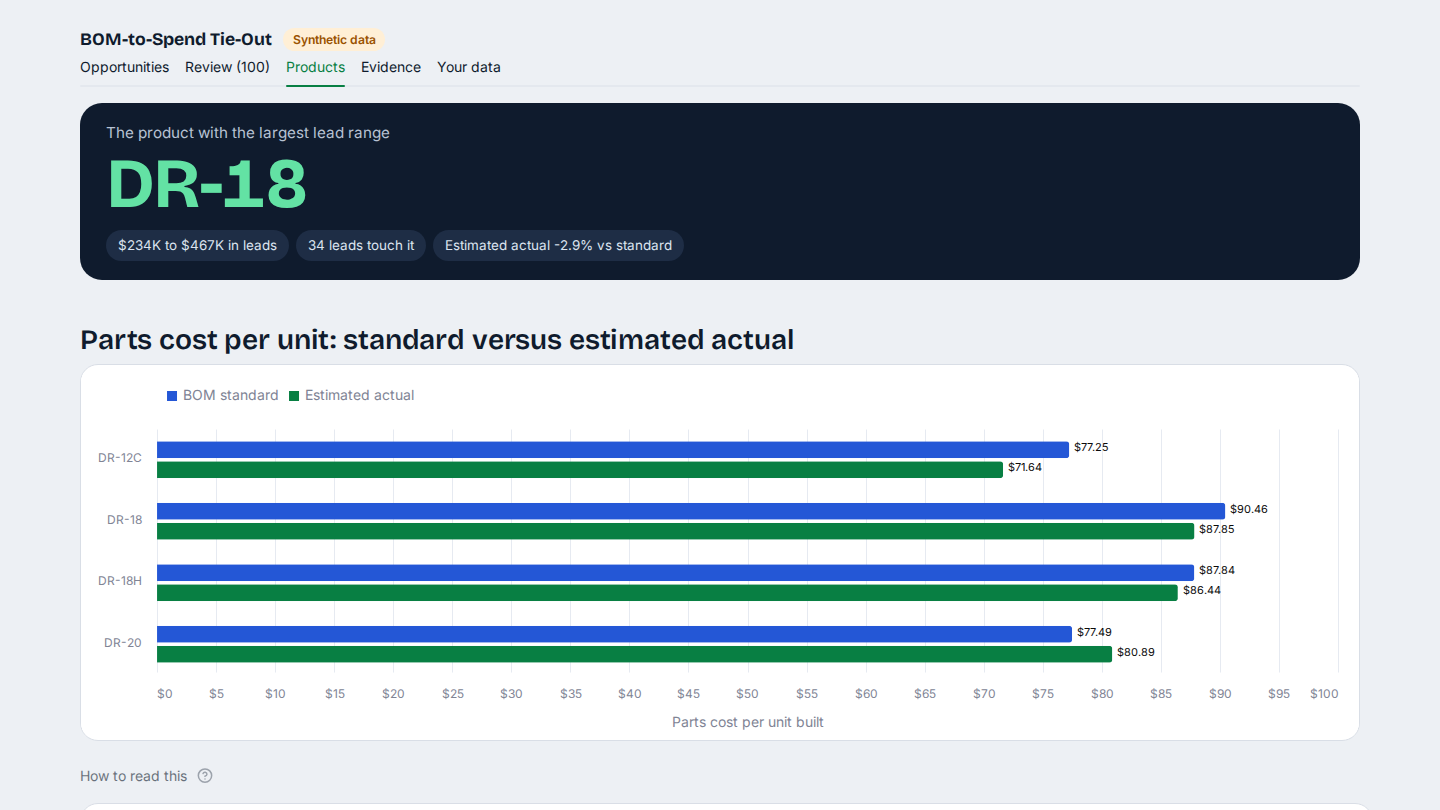 BOM-to-Spend Tie-Out Synthetic data
Opportunities Review (100) Products Evidence Your data
The product with the largest lead range
DR-18
$234K to $467K in leads 34 leads touch it Estimated actual -2.9% vs standard
Parts cost per unit: standard versus estimated actual
BOM standard Estimated actual
DR-12C $77.25
$71.64
DR-18 $90.46
$87.85
DR-18H $87.84
$86.44
DR-20 $77.49
$80.89
$0 $5 $10 $15 $20 $25 $30 $35 $40 $45 $50 $55 $60 $65 $70 $75 $80 $85 $90 $95 $100
Parts cost per unit built
How to read this ?